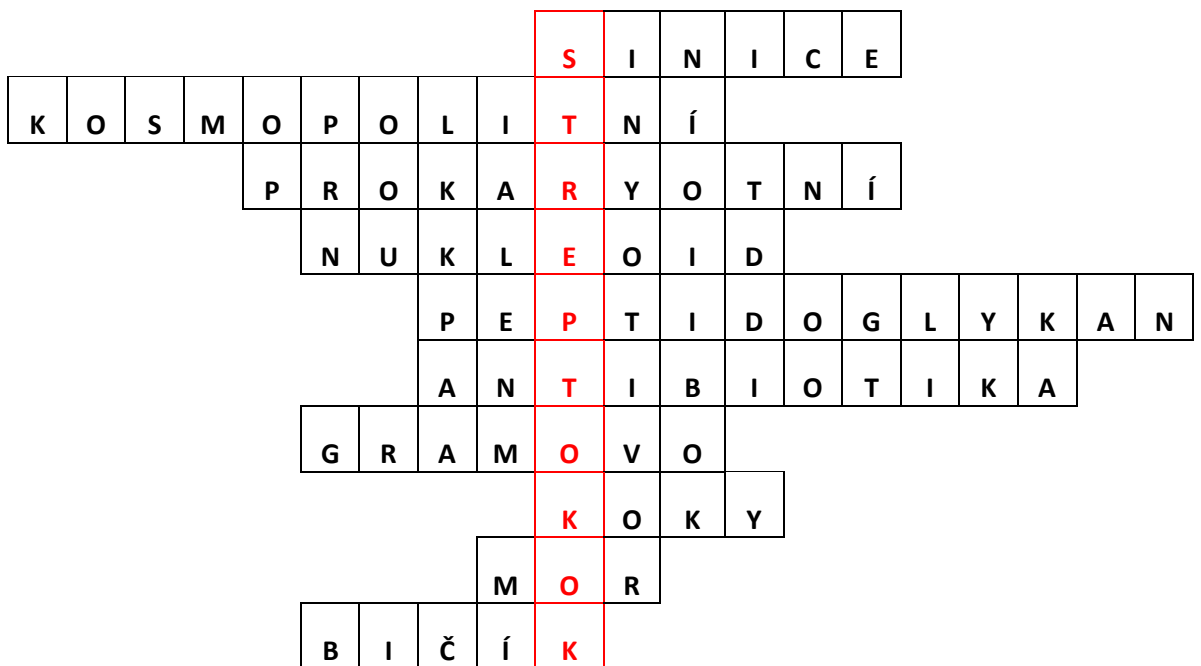 SINICE
KOSMOPOLITNÍ
PROKARYOTNÍ
NUKLEOID
PEPTIDOGLYKAN
ANTIBIOTIKA
GRAMOVO
KOKY
MOR
BIČÍK